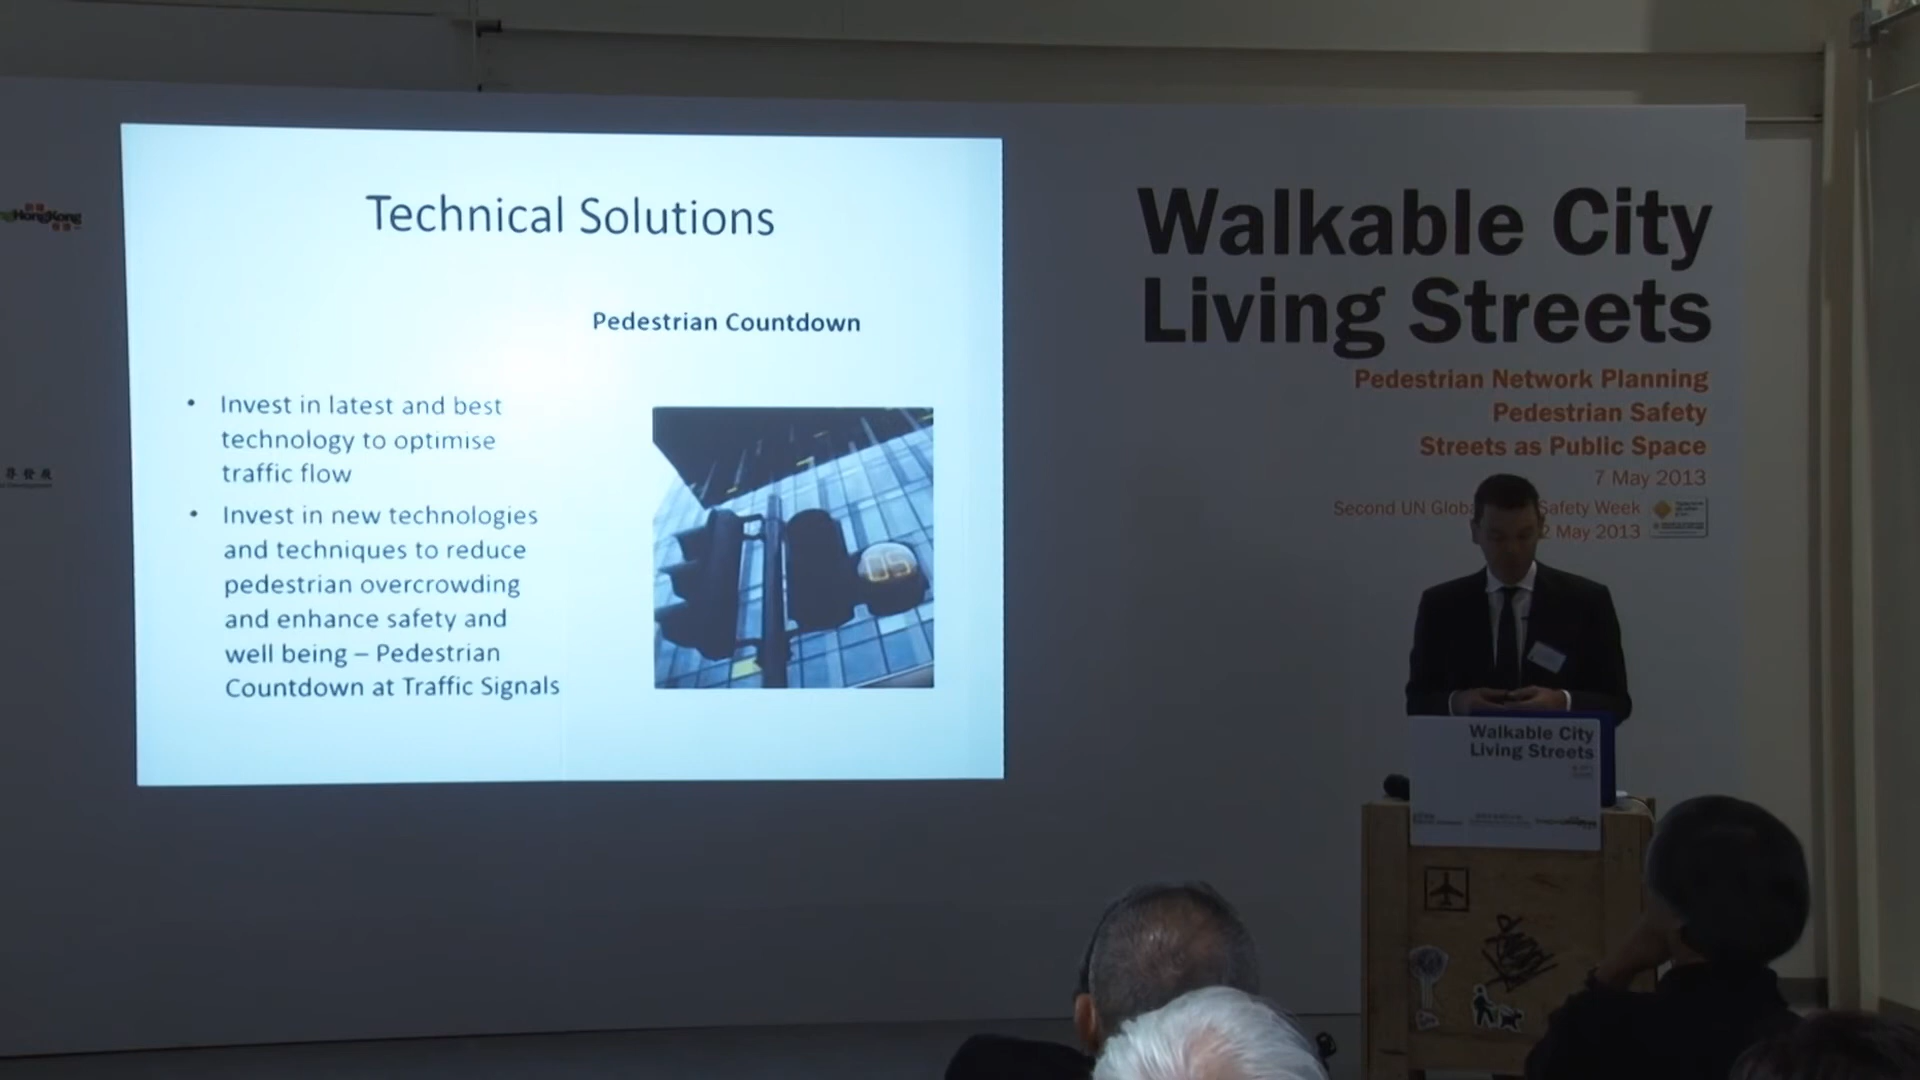 Technical Solutions
Pedestrian Countdown
• Invest in latest and best
technology to optimise
traffic flow
• Invest in new technologies
and techniques to reduce
pedestrian overcrowding
and enhance safety and
well being – Pedestrian
Countdown at Traffic Signals
05
Walkable City
Living Streets
Pedestrian Network Planning
Pedestrian Safety
Streets as Public Space
7 May 2013
Second UN Globa Safety Week
2 May 2013
Walkable City
Living Streets
HongKong